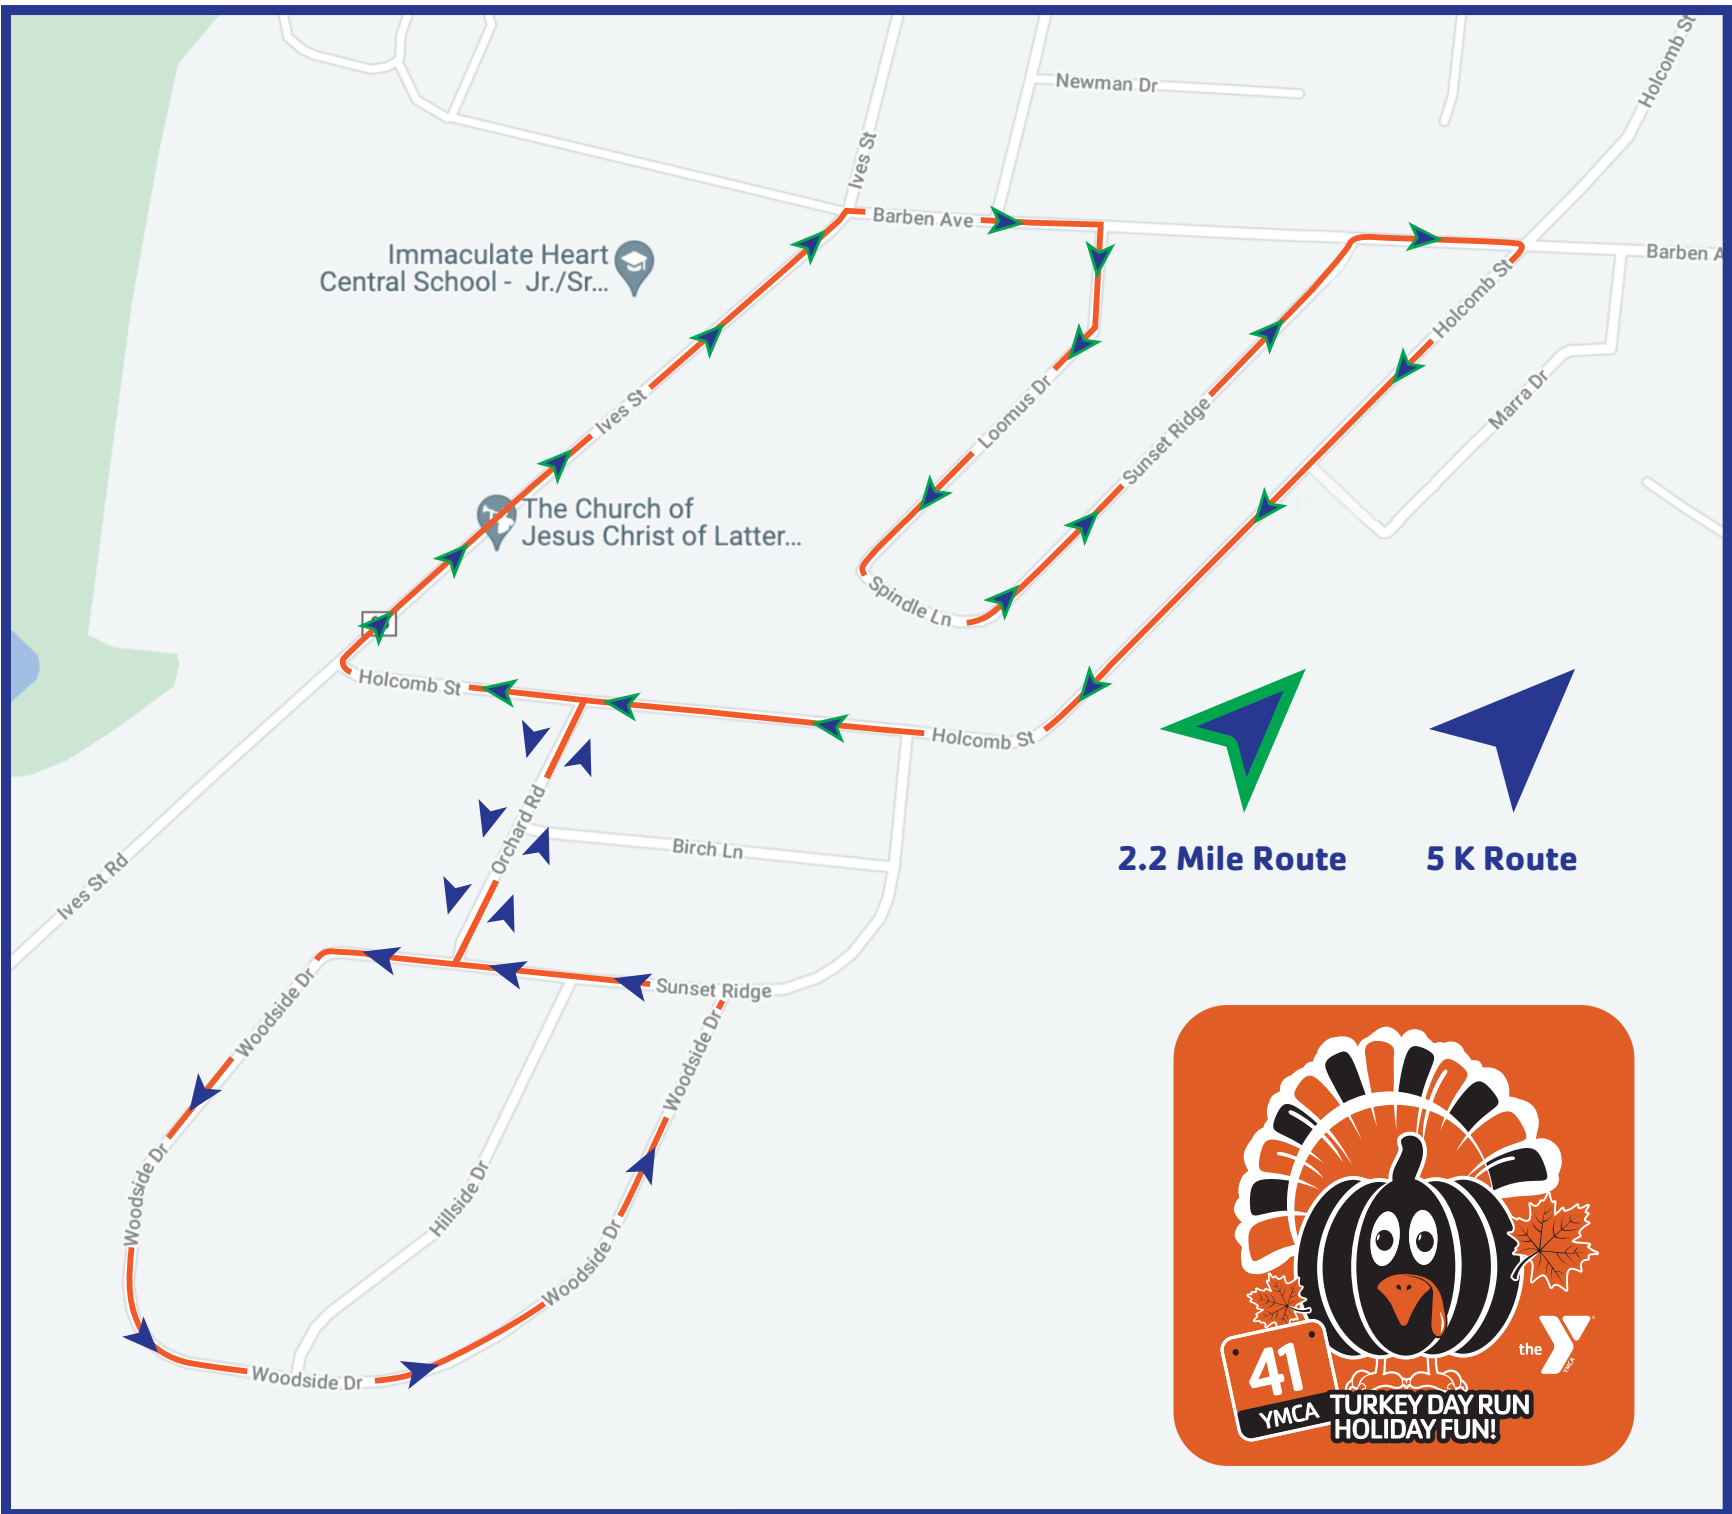 Holcomb St
Newman Dr
Ives St
Barben Ave
Barben A
Immaculate Heart
Central School - Jr./Sr...
Holcomb St
Ives St
Loomus Dr
Sunset Ridge
Marra Dr
The Church of
Jesus Christ of Latter...
Spindle Ln
Holcomb St
Holcomb St
Orchard Rd
Birch Ln
Ives St Rd
2.2 Mile Route
5 K Route
Sunset Ridge
Woodside Dr
Woodside Dr
Woodside Dr
Hillside Dr
Woodside Dr
Woodside Dr
the Y
YMCA
41
YMCA
TURKEY DAY RUN
HOLIDAY FUN!